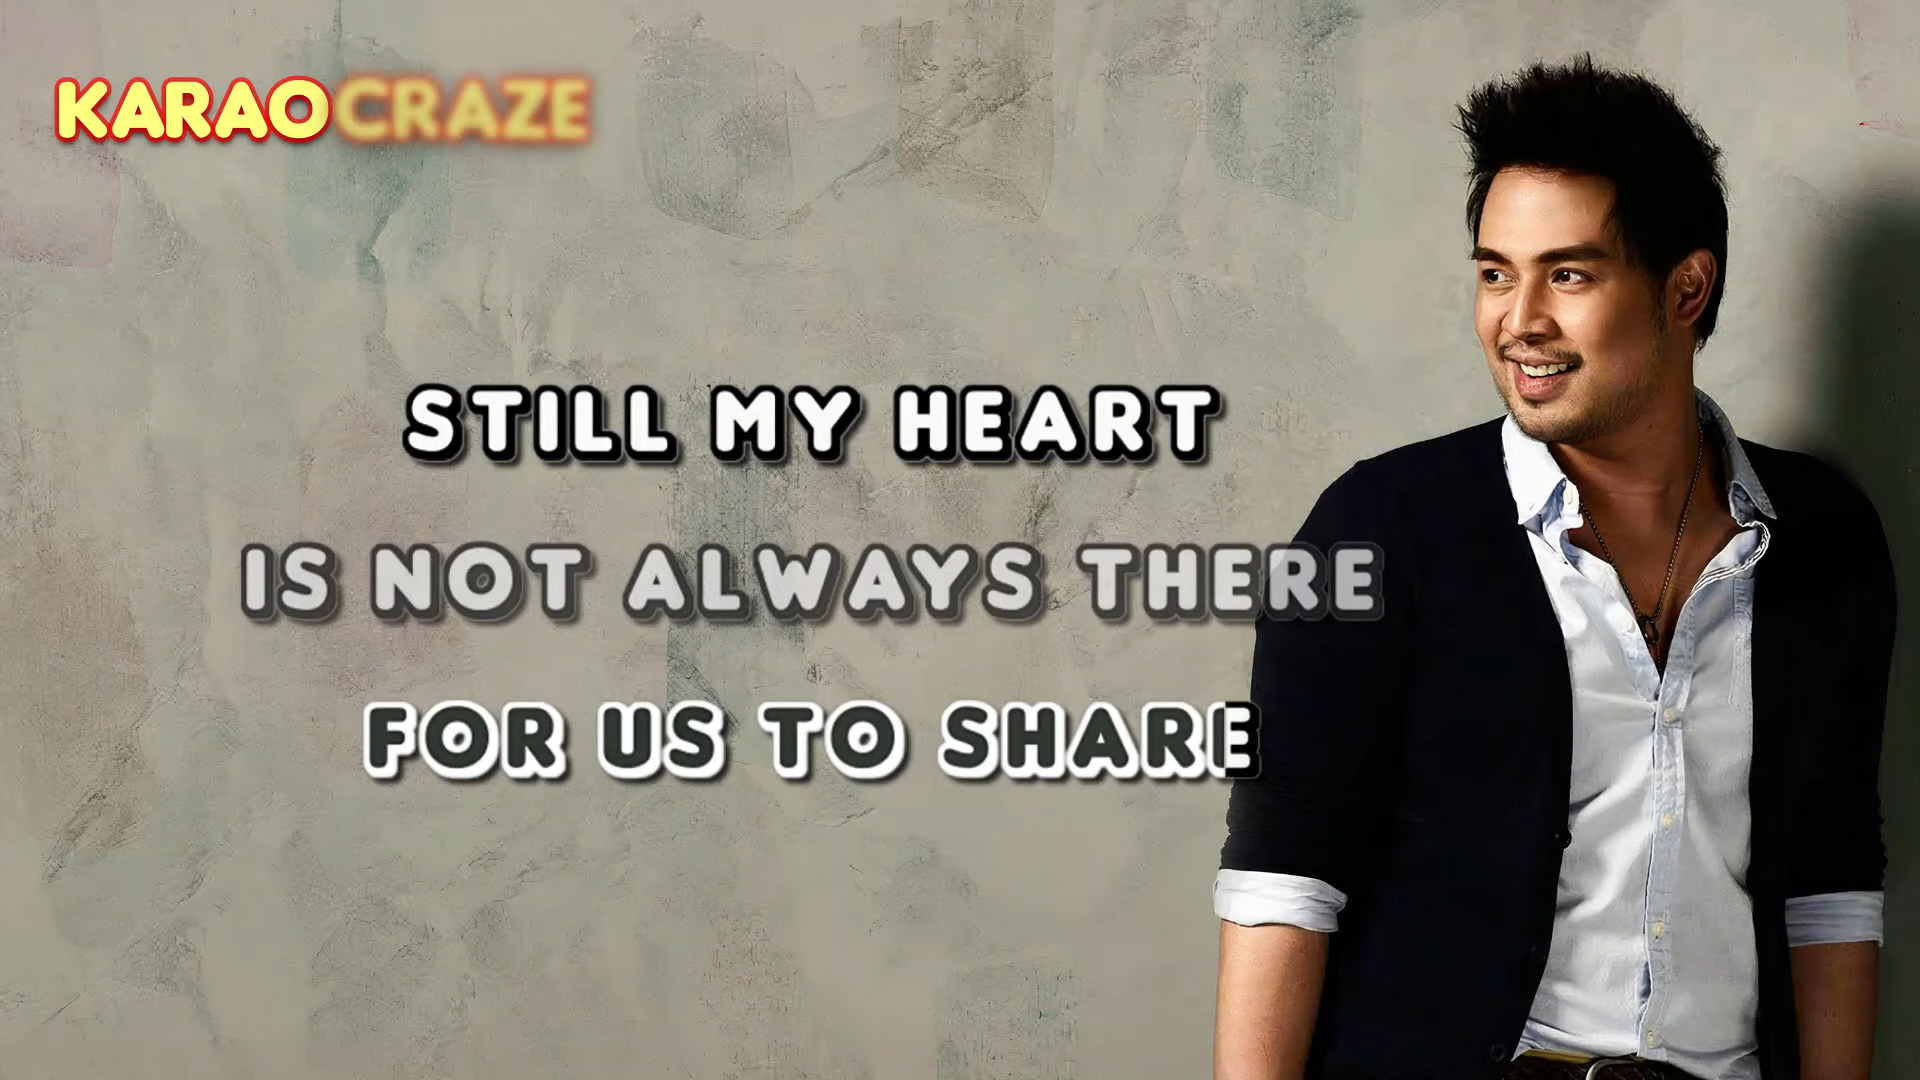 KARAOCRAZE
STILL MY HEART
IS NOT ALWAYS THERE
FOR US TO SHARE